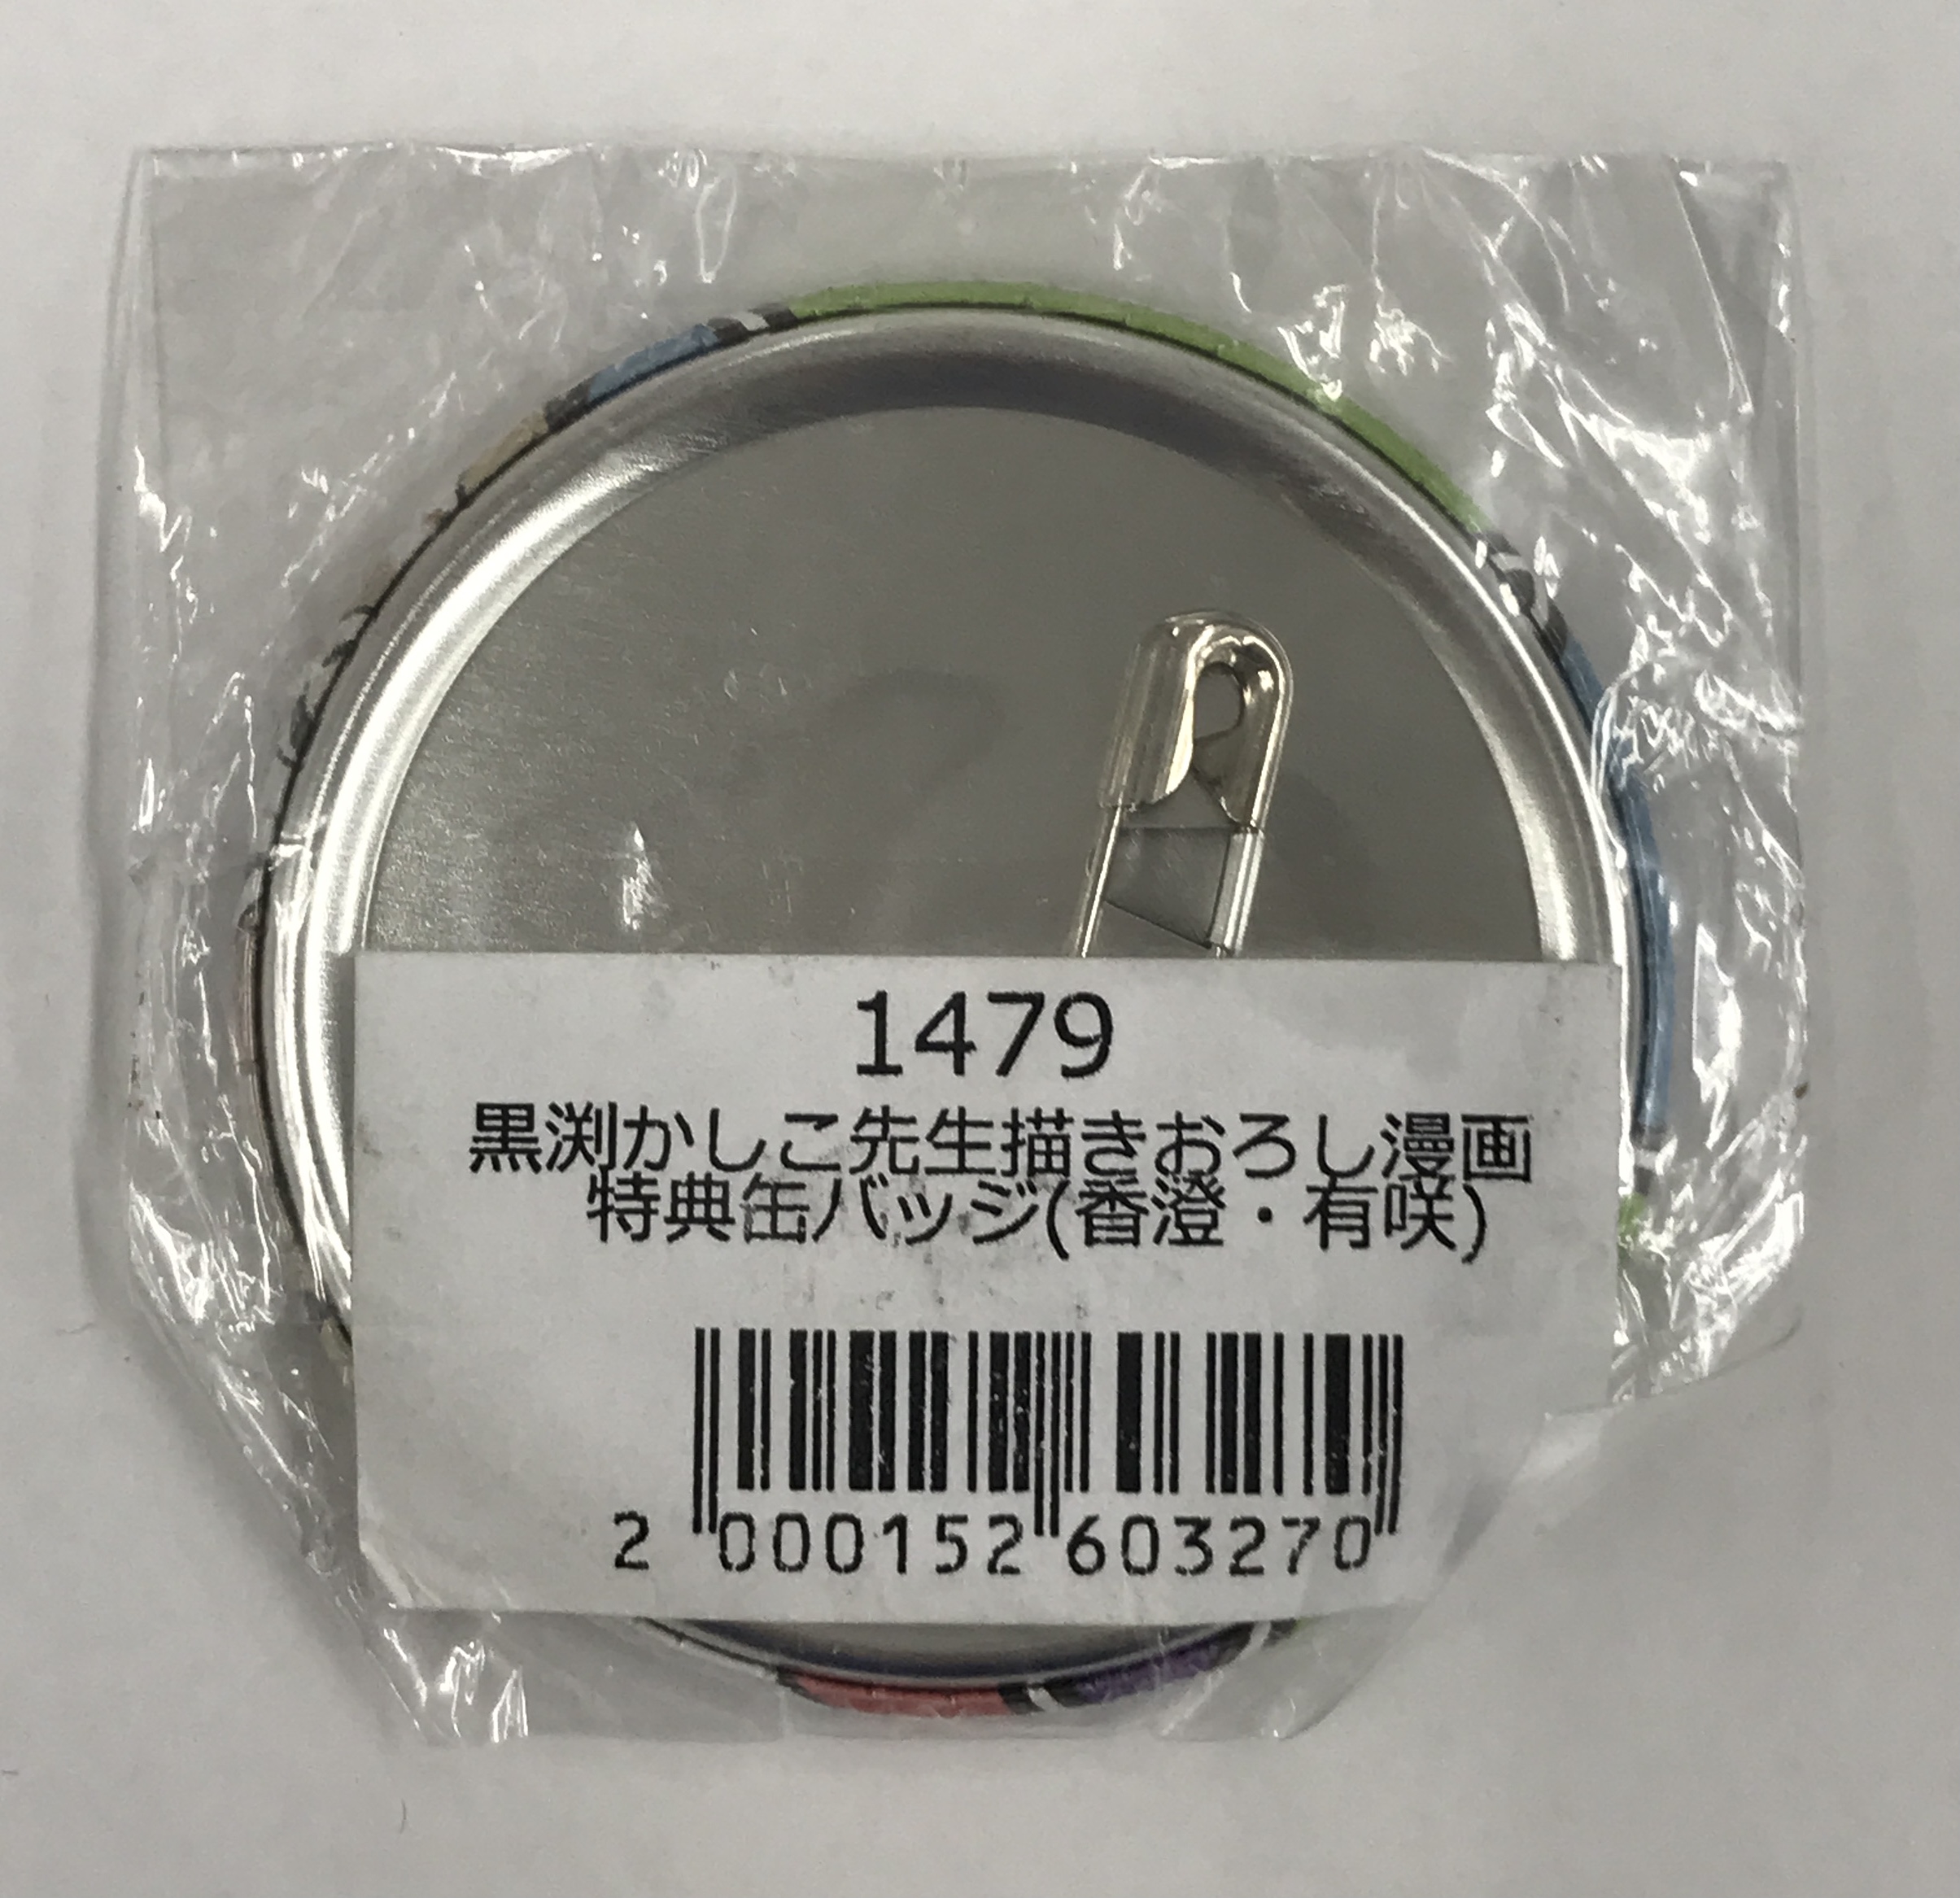 1479
黒渕かしこ先生描きおろし漫画
特典缶バッジ(香澄・有咲)
2 000152 603270